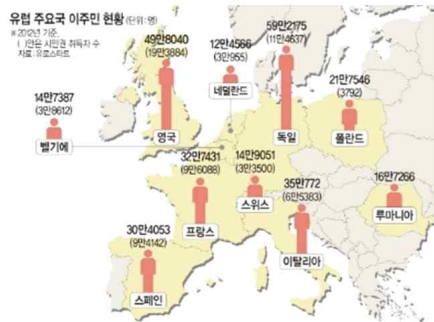 유럽 주요국 이주민 현황 (단위: 명)
※ 2012년 기준,
( )안은 시민권 취득자 수
자료: 유로스타트
49만8040
(19만3884)
영국
12만4566
(3만955)
네덜란드
59만2175
(11만4637)
독일
21만7546
(3792)
폴란드
14만7387
(3만8612)
벨기에
32만7431
(9만6088)
프랑스
14만9051
(3만3500)
스위스
35만772
(6만5383)
이탈리아
16만7266
루마니아
30만4053
(9만4142)
스페인